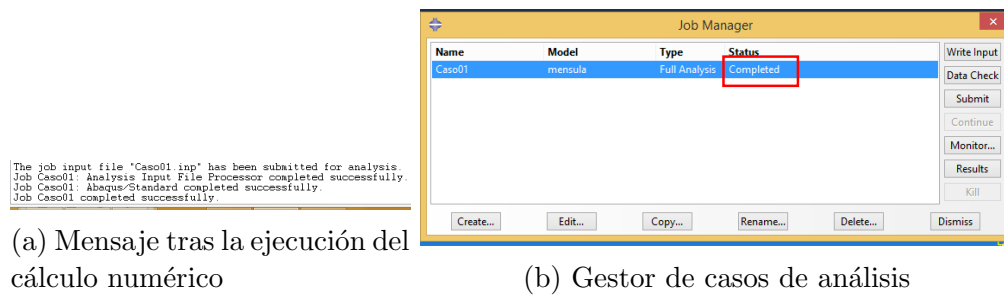 Job Manager
Name Model Type Status
Caso01 mensula Full Analysis Completed
Write Input
Data Check
Submit
Continue
Monitor...
Results
Kill
Create... Edit... Copy... Rename... Delete... Dismiss
The job input file "Caso01.inp" has been submitted for analysis.
Job Caso01: Analysis Input File Processor completed successfully.
Job Caso01: Abaqus/Standard completed successfully.
Job Caso01 completed successfully.
(a) Mensaje tras la ejecución del
cálculo numérico
(b) Gestor de casos de análisis